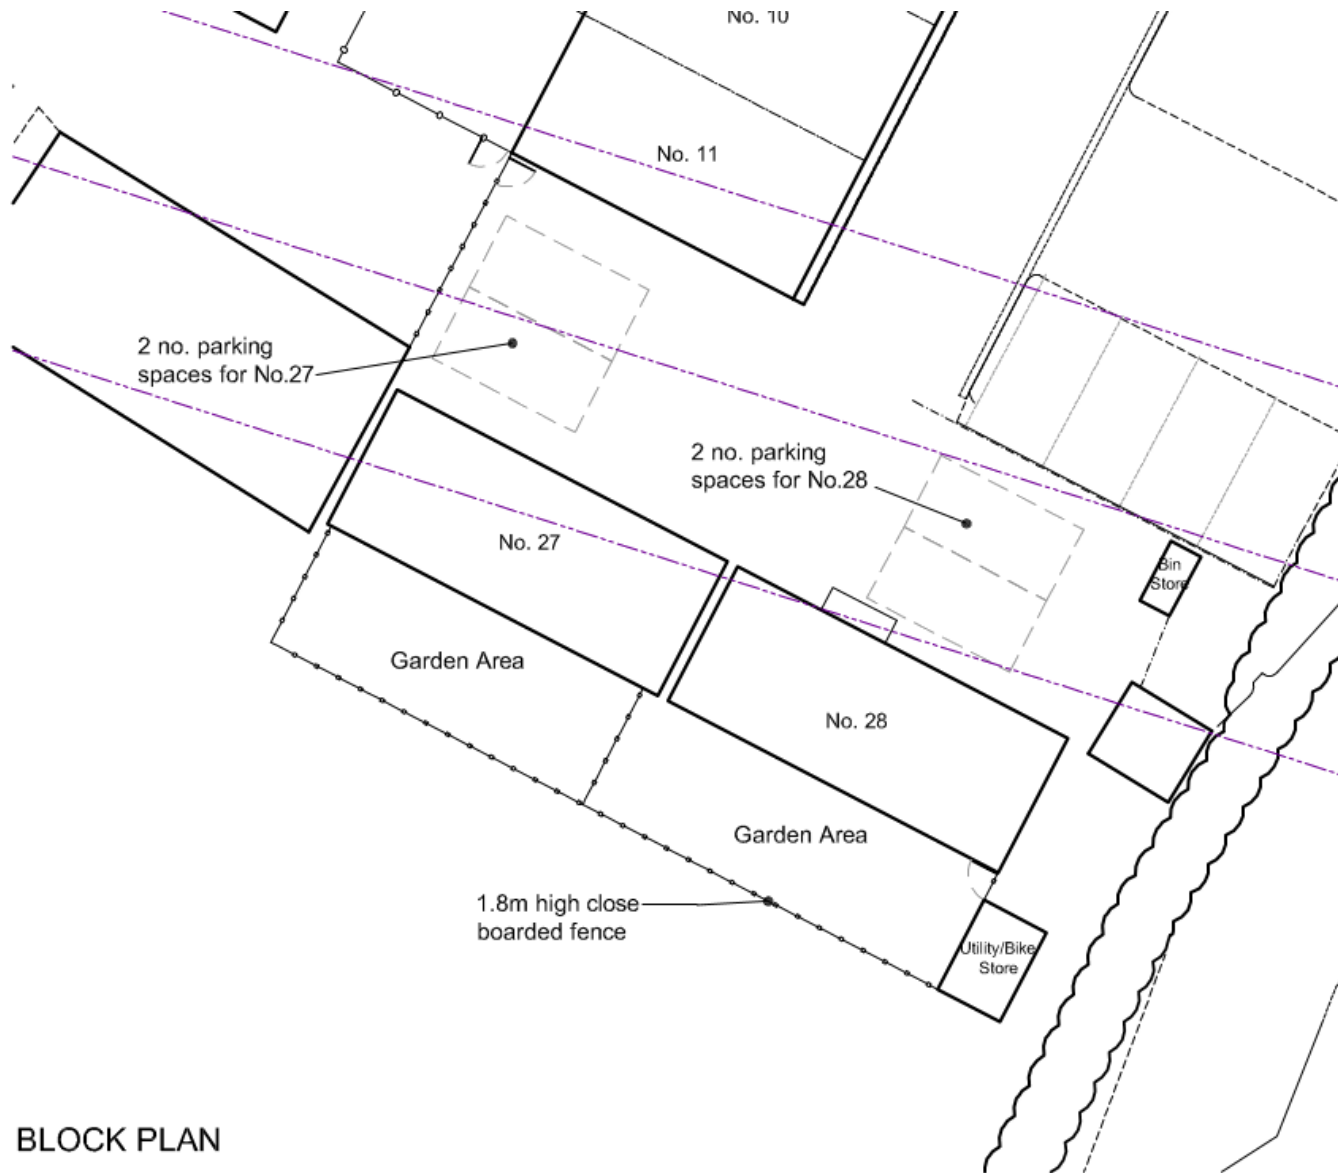 No. 10
No. 11
2 no. parking
spaces for No.27
2 no. parking
spaces for No.28
No. 27
Bin
Store
Garden Area
No. 28
Garden Area
1.8m high close
boarded fence
Utility/Bike
Store
BLOCK PLAN